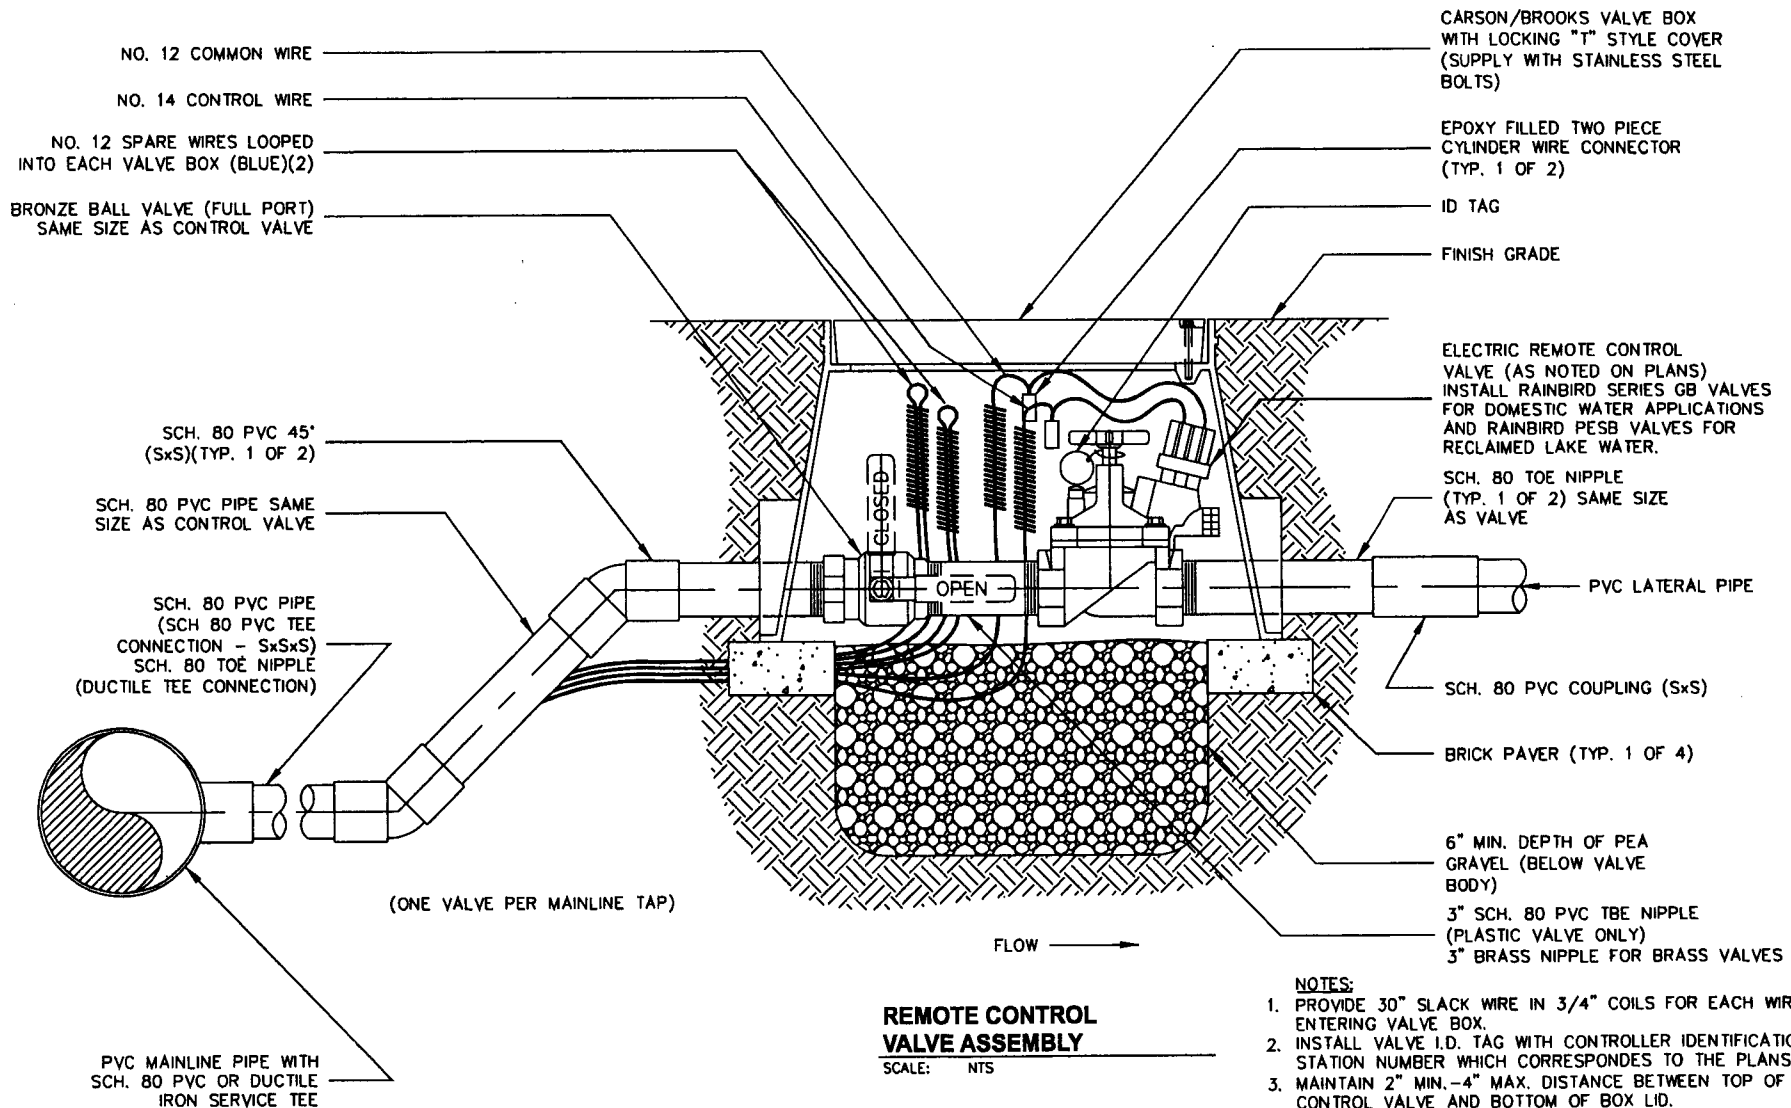 NO. 12 COMMON WIRE
NO. 14 CONTROL WIRE
NO. 12 SPARE WIRES LOOPED
INTO EACH VALVE BOX (BLUE)(2)
BRONZE BALL VALVE (FULL PORT)
SAME SIZE AS CONTROL VALVE
SCH. 80 PVC 45°
(SxS)(TYP. 1 OF 2)
SCH. 80 PVC PIPE SAME
SIZE AS CONTROL VALVE
SCH. 80 PVC PIPE
(SCH 80 PVC TEE
CONNECTION - SxSxS)
SCH. 80 TOE NIPPLE
(DUCTILE TEE CONNECTION)
PVC MAINLINE PIPE WITH
SCH. 80 PVC OR DUCTILE
IRON SERVICE TEE
(ONE VALVE PER MAINLINE TAP)
CLOSED
OPEN
FLOW
CARSON/BROOKS VALVE BOX
WITH LOCKING "T" STYLE COVER
(SUPPLY WITH STAINLESS STEEL
BOLTS)
EPOXY FILLED TWO PIECE
CYLINDER WIRE CONNECTOR
(TYP. 1 OF 2)
ID TAG
FINISH GRADE
ELECTRIC REMOTE CONTROL
VALVE (AS NOTED ON PLANS)
INSTALL RAINBIRD SERIES GB VALVES
FOR DOMESTIC WATER APPLICATIONS
AND RAINBIRD PESB VALVES FOR
RECLAIMED LAKE WATER.
SCH. 80 TOE NIPPLE
(TYP. 1 OF 2) SAME SIZE
AS VALVE
PVC LATERAL PIPE
SCH. 80 PVC COUPLING (SxS)
BRICK PAVER (TYP. 1 OF 4)
6" MIN. DEPTH OF PEA
GRAVEL (BELOW VALVE
BODY)
3" SCH. 80 PVC TBE NIPPLE
(PLASTIC VALVE ONLY)
3" BRASS NIPPLE FOR BRASS VALVES
REMOTE CONTROL
VALVE ASSEMBLY
SCALE: NTS
NOTES:
1. PROVIDE 30" SLACK WIRE IN 3/4" COILS FOR EACH WIR
ENTERING VALVE BOX.
2. INSTALL VALVE I.D. TAG WITH CONTROLLER IDENTIFICATIO
STATION NUMBER WHICH CORRESPONDES TO THE PLANS
3. MAINTAIN 2" MIN.-4" MAX. DISTANCE BETWEEN TOP OF
CONTROL VALVE AND BOTTOM OF BOX LID.